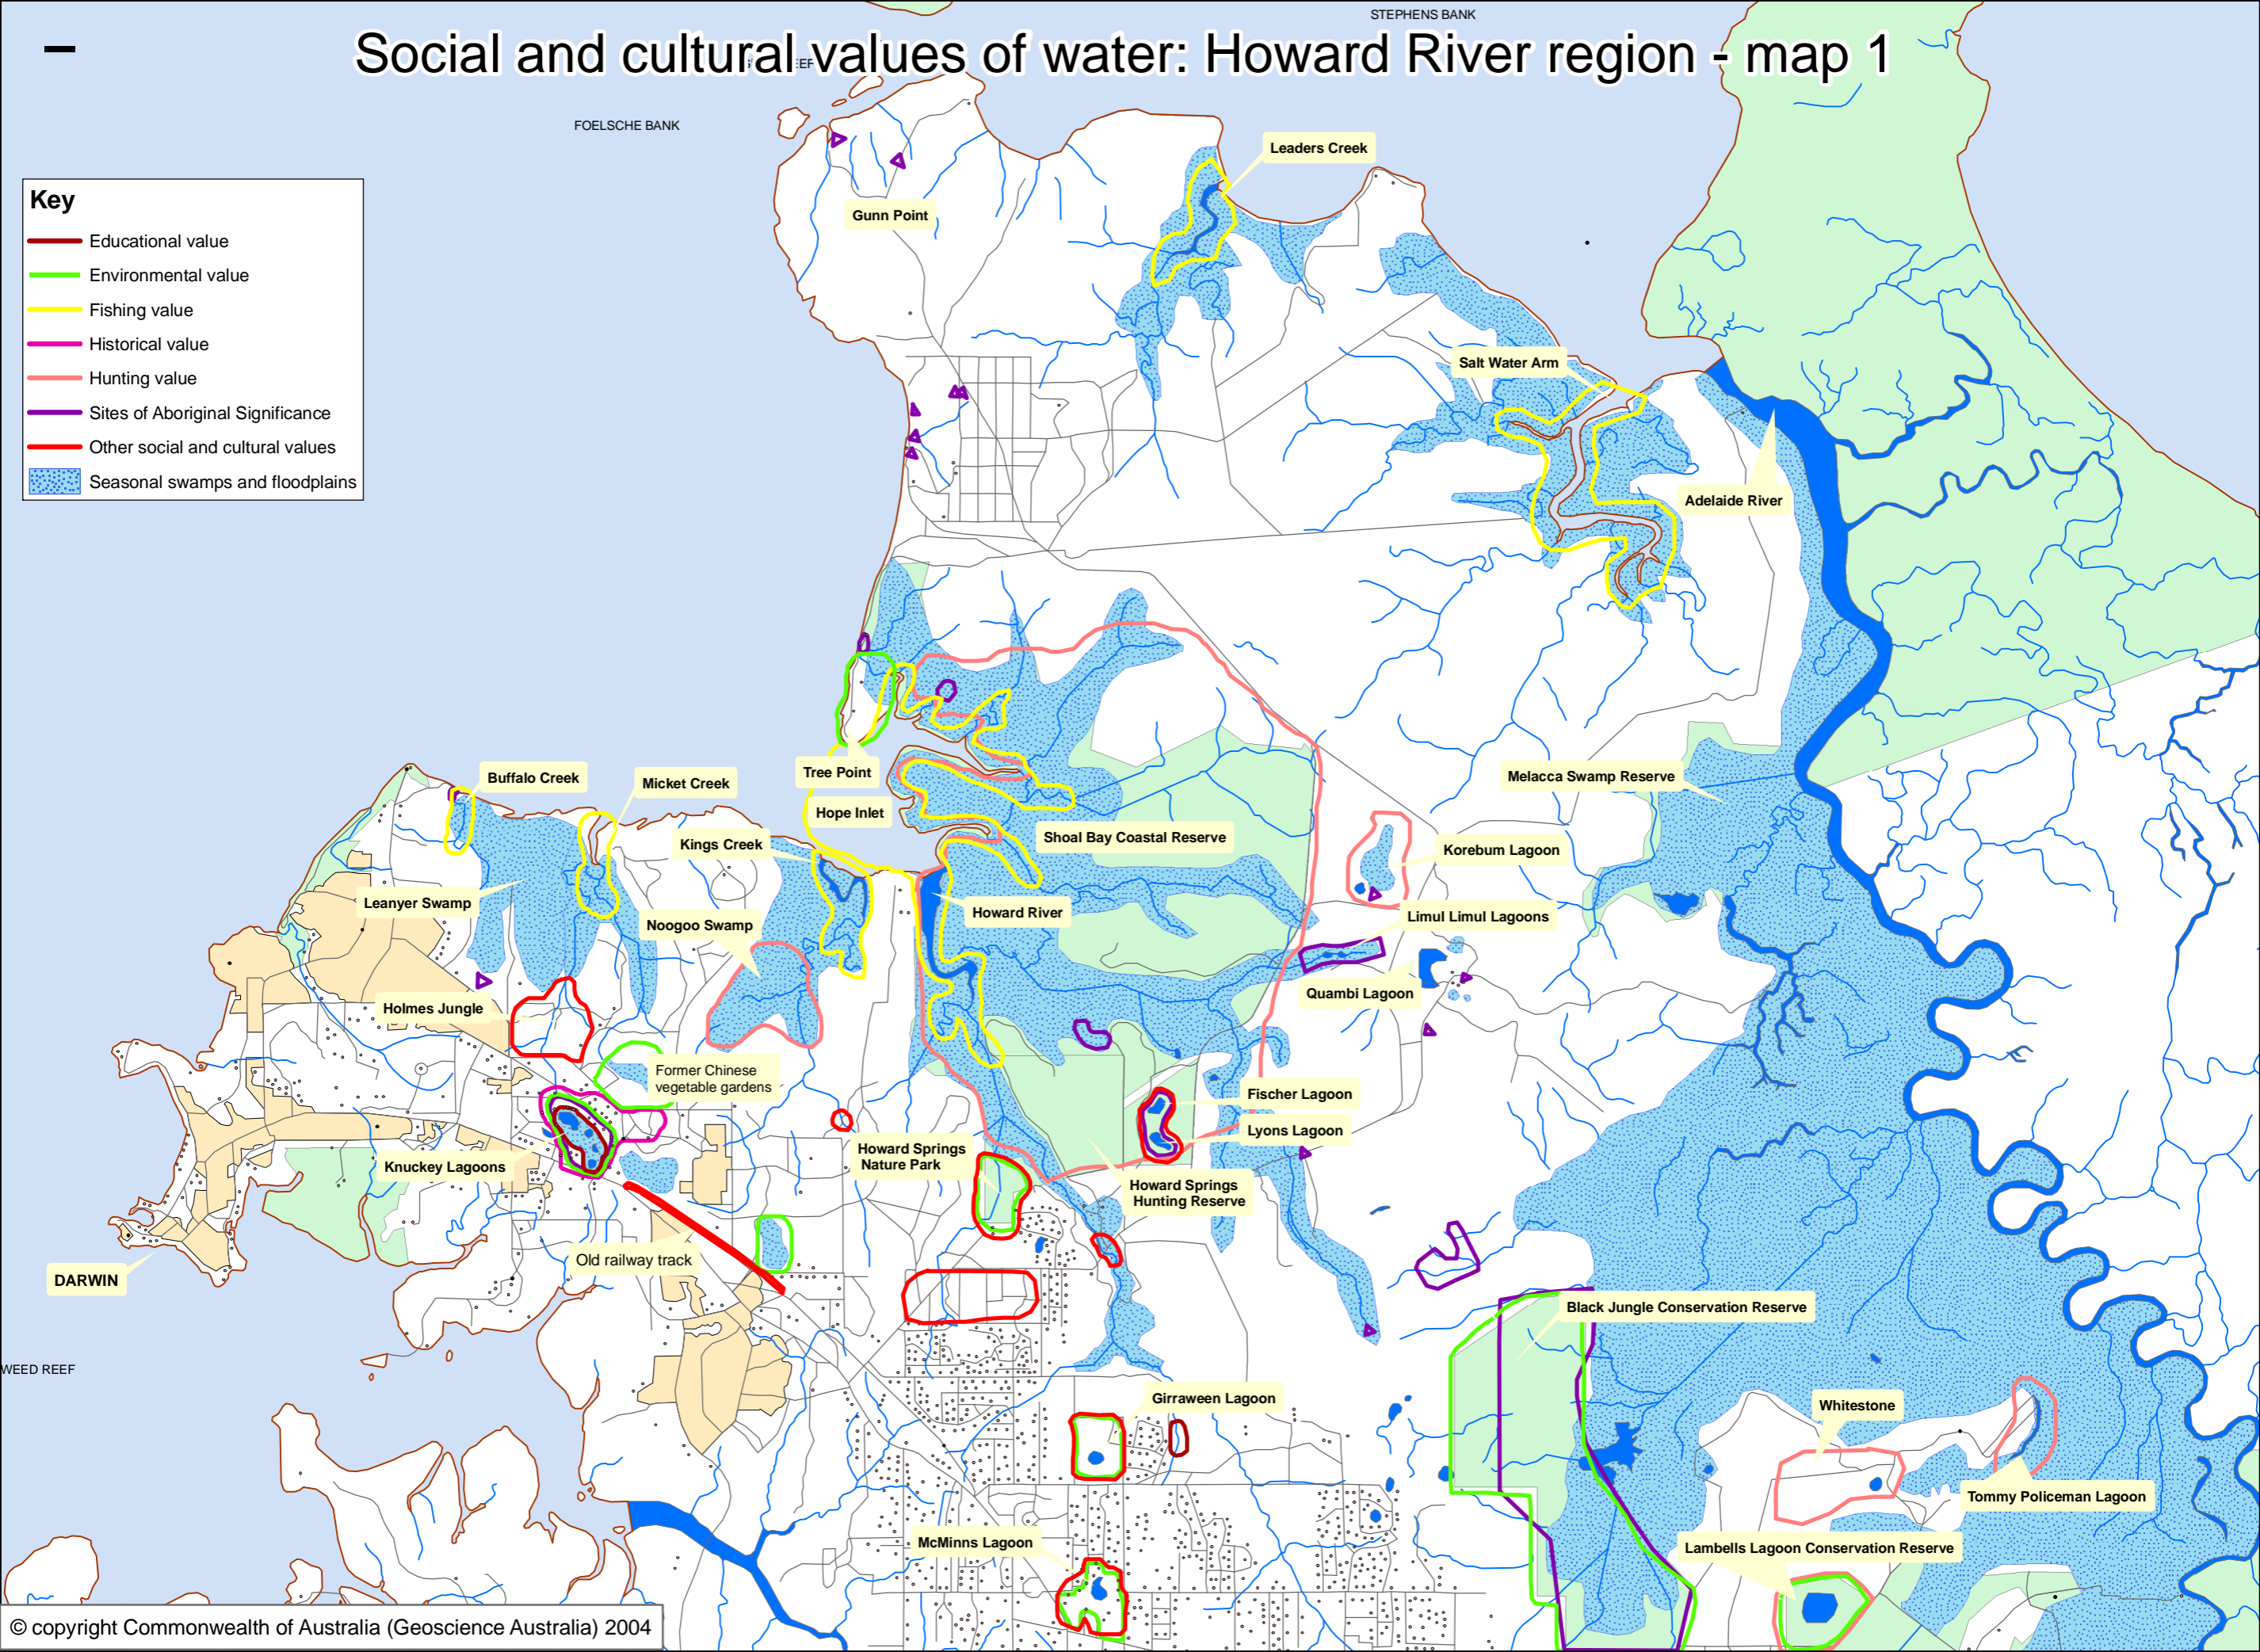 STEPHENS BANK
Social and cultural values of water: Howard River region - map 1
FOELSCHE BANK
Leaders Creek
Key
Educational value
Environmental value
Fishing value
Historical value
Hunting value
Sites of Aboriginal Significance
Other social and cultural values
Seasonal swamps and floodplains
Gunn Point
Salt Water Arm
Adelaide River
Tree Point
Hope Inlet
Buffalo Creek
Micket Creek
Melacca Swamp Reserve
Kings Creek
Shoal Bay Coastal Reserve
Korebum Lagoon
Leanyer Swamp
Howard River
Limul Limul Lagoons
Noogoo Swamp
Quambi Lagoon
Holmes Jungle
Former Chinese
vegetable gardens
Fischer Lagoon
Lyons Lagoon
Howard Springs
Nature Park
Knuckey Lagoons
Howard Springs
Hunting Reserve
Old railway track
DARWIN
Black Jungle Conservation Reserve
WEED REEF
Girraween Lagoon
Whitestone
Tommy Policeman Lagoon
McMinns Lagoon
Lambells Lagoon Conservation Reserve
© copyright Commonwealth of Australia (Geoscience Australia) 2004